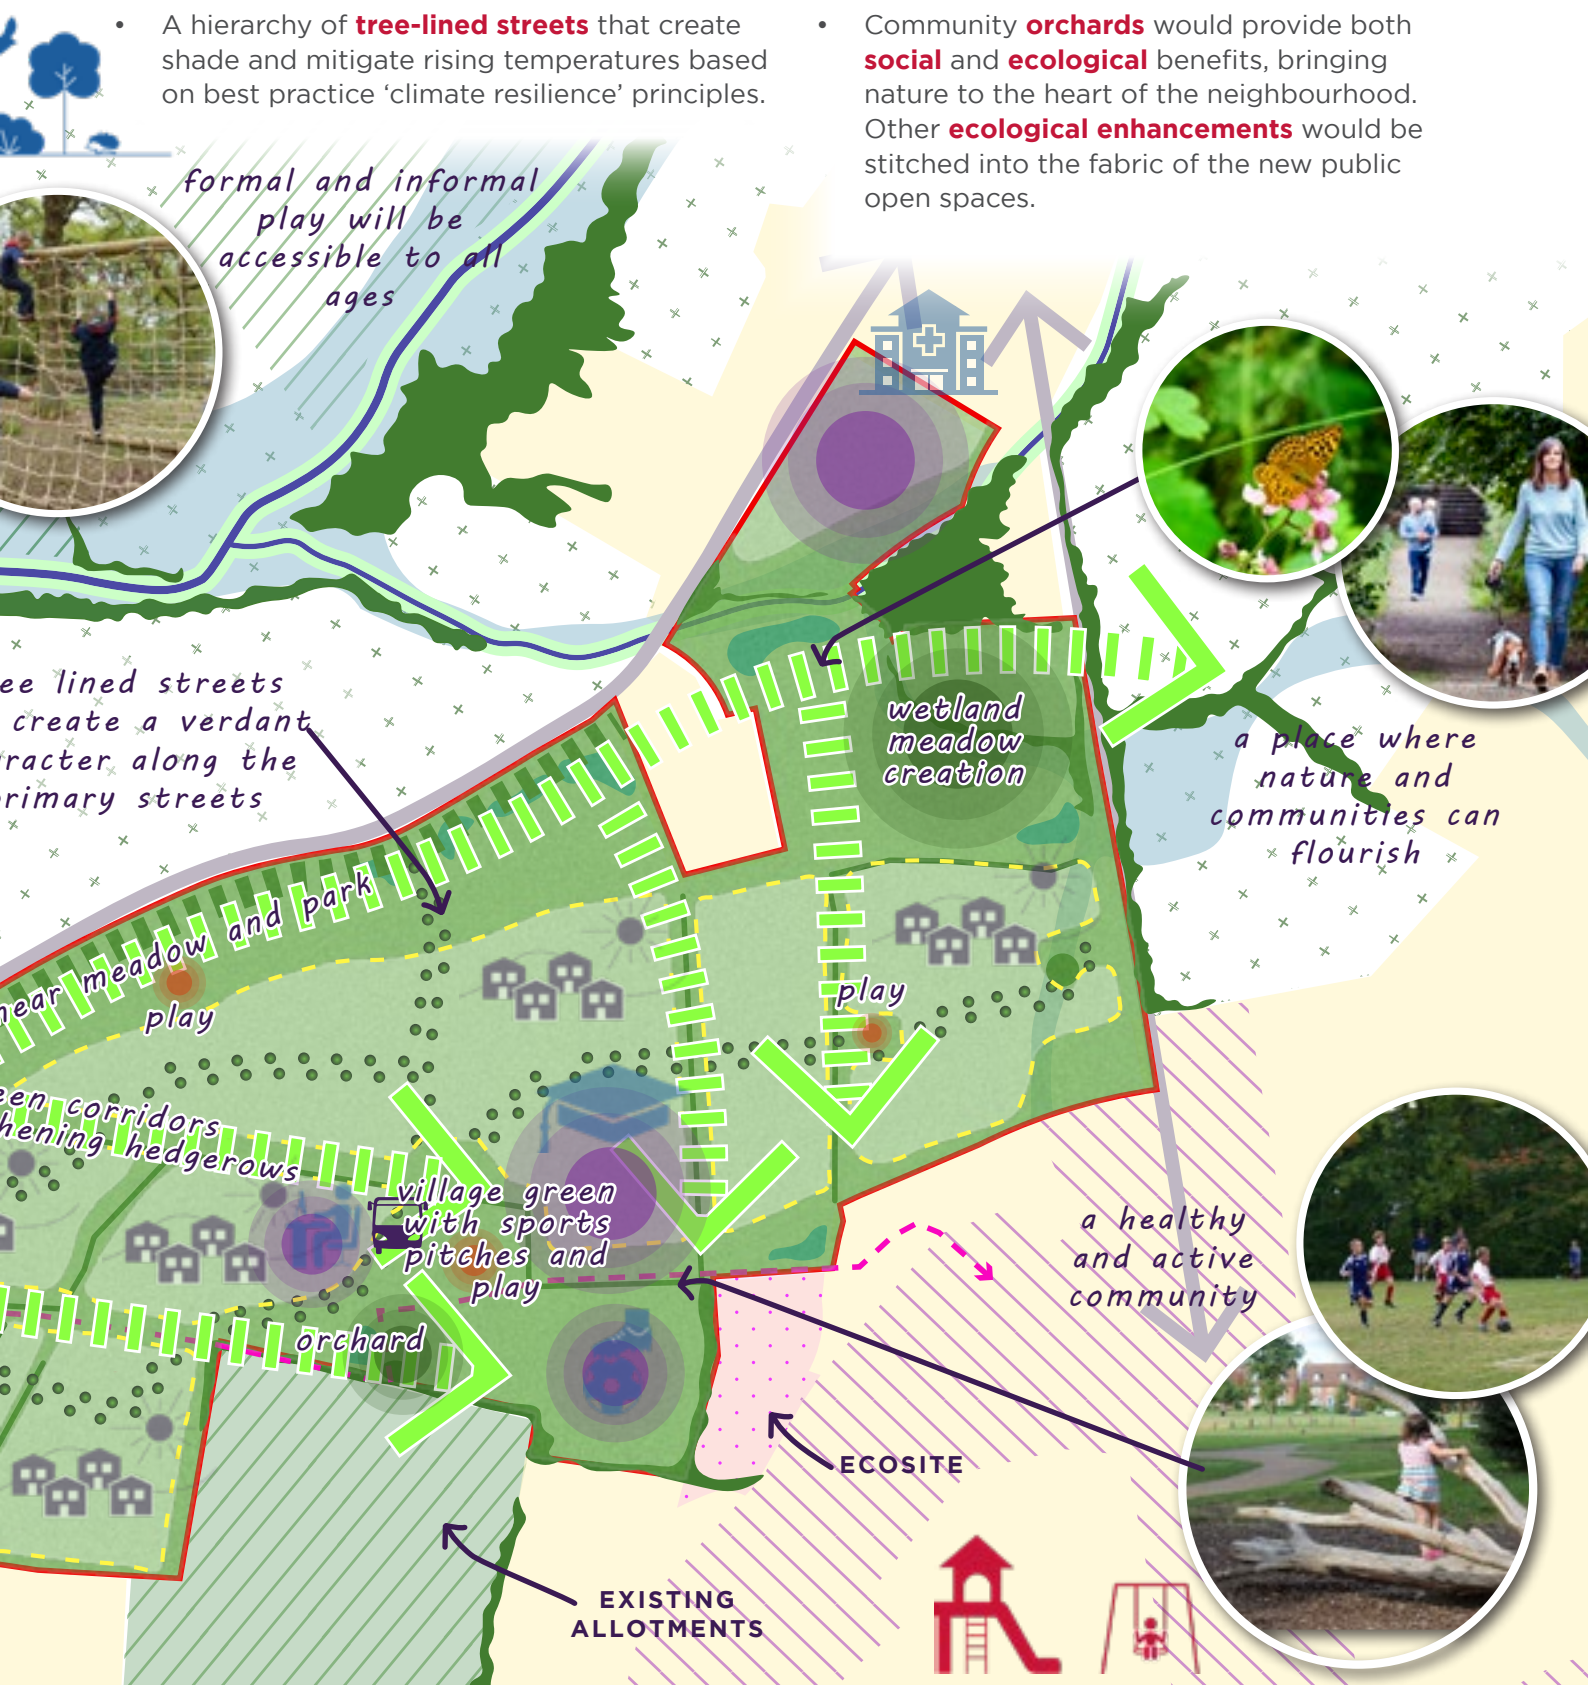 • A hierarchy of tree-lined streets that create
shade and mitigate rising temperatures based
on best practice ‘climate resilience’ principles.
• Community orchards would provide both
social and ecological benefits, bringing
nature to the heart of the neighbourhood.
Other ecological enhancements would be
stitched into the fabric of the new public
open spaces.
formal and informal
play will be
accessible to all
ages
ee lined streets
create a verdant
racter along the
primary streets
wetland
meadow
creation
a place where
nature and
communities can
flourish
near meadow and park
play
play
een corridors
hening hedgerows
village green
with sports
pitches and
play
orchard
a healthy
and active
community
ECOSITE
EXISTING
ALLOTMENTS